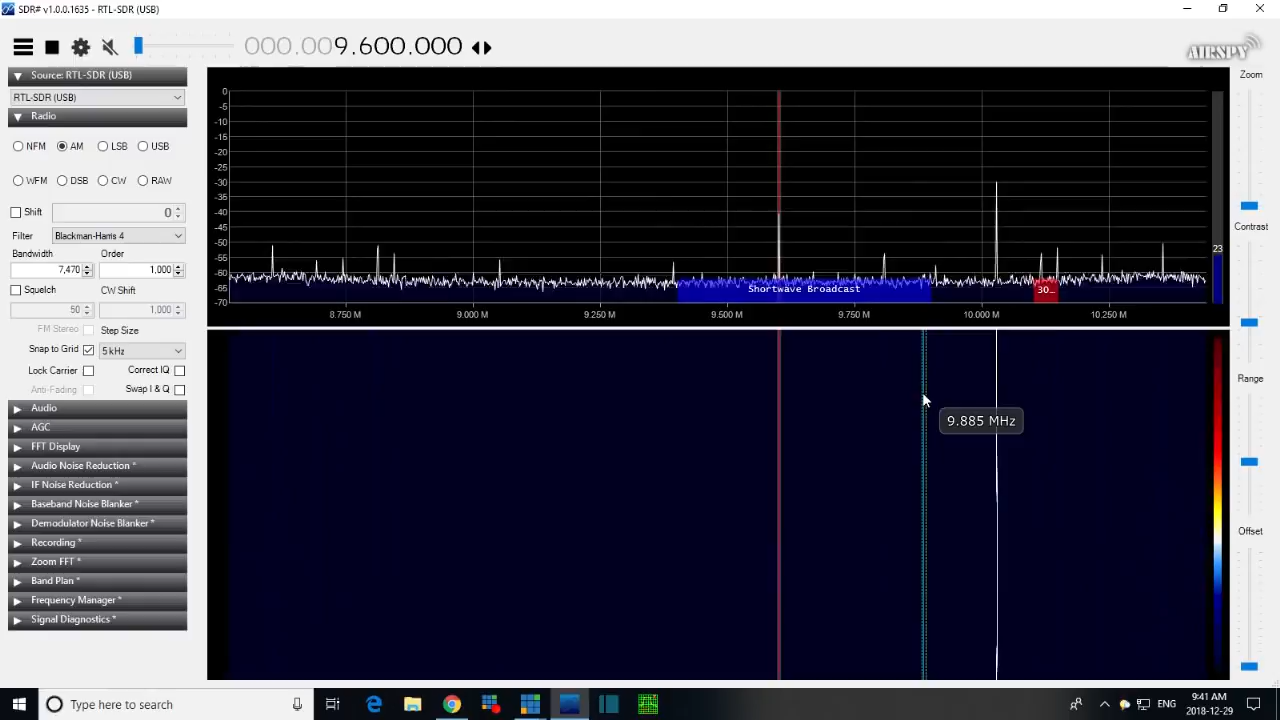 SDR# v1.0.0.1635 - RTL-SDR (USB)
000.009.600.000
AIRSPY
Source: RTL-SDR (USB)
RTL-SDR (USB)
Radio
NFM AM LSB USB
WFM DSB CW RAW
Shift 0
Filter Blackman-Harris 4
Bandwidth Order
7,470 1,000
Squelch CW Shift
50 1,000
FM Stereo Step Size
Snap to Grid 5 kHz
Lock Carrier Correct IQ
Anti-Fading Swap I & Q
Audio
AGC
FFT Display
Audio Noise Reduction *
IF Noise Reduction *
Baseband Noise Blanker *
Demodulator Noise Blanker *
Recording *
Zoom FFT *
Band Plan *
Frequency Manager *
Signal Diagnostics *
0
-5
-10
-15
-20
-25
-30
-35
-40
-45
-50
-55
-60
-65
-70
Shortwave Broadcast
30_
23
8.750 M 9.000 M 9.250 M 9.500 M 9.750 M 10.000 M 10.250 M
9.885 MHz
Zoom
Contrast
Range
Offset
Type here to search
ENG
9:41 AM
2018-12-29